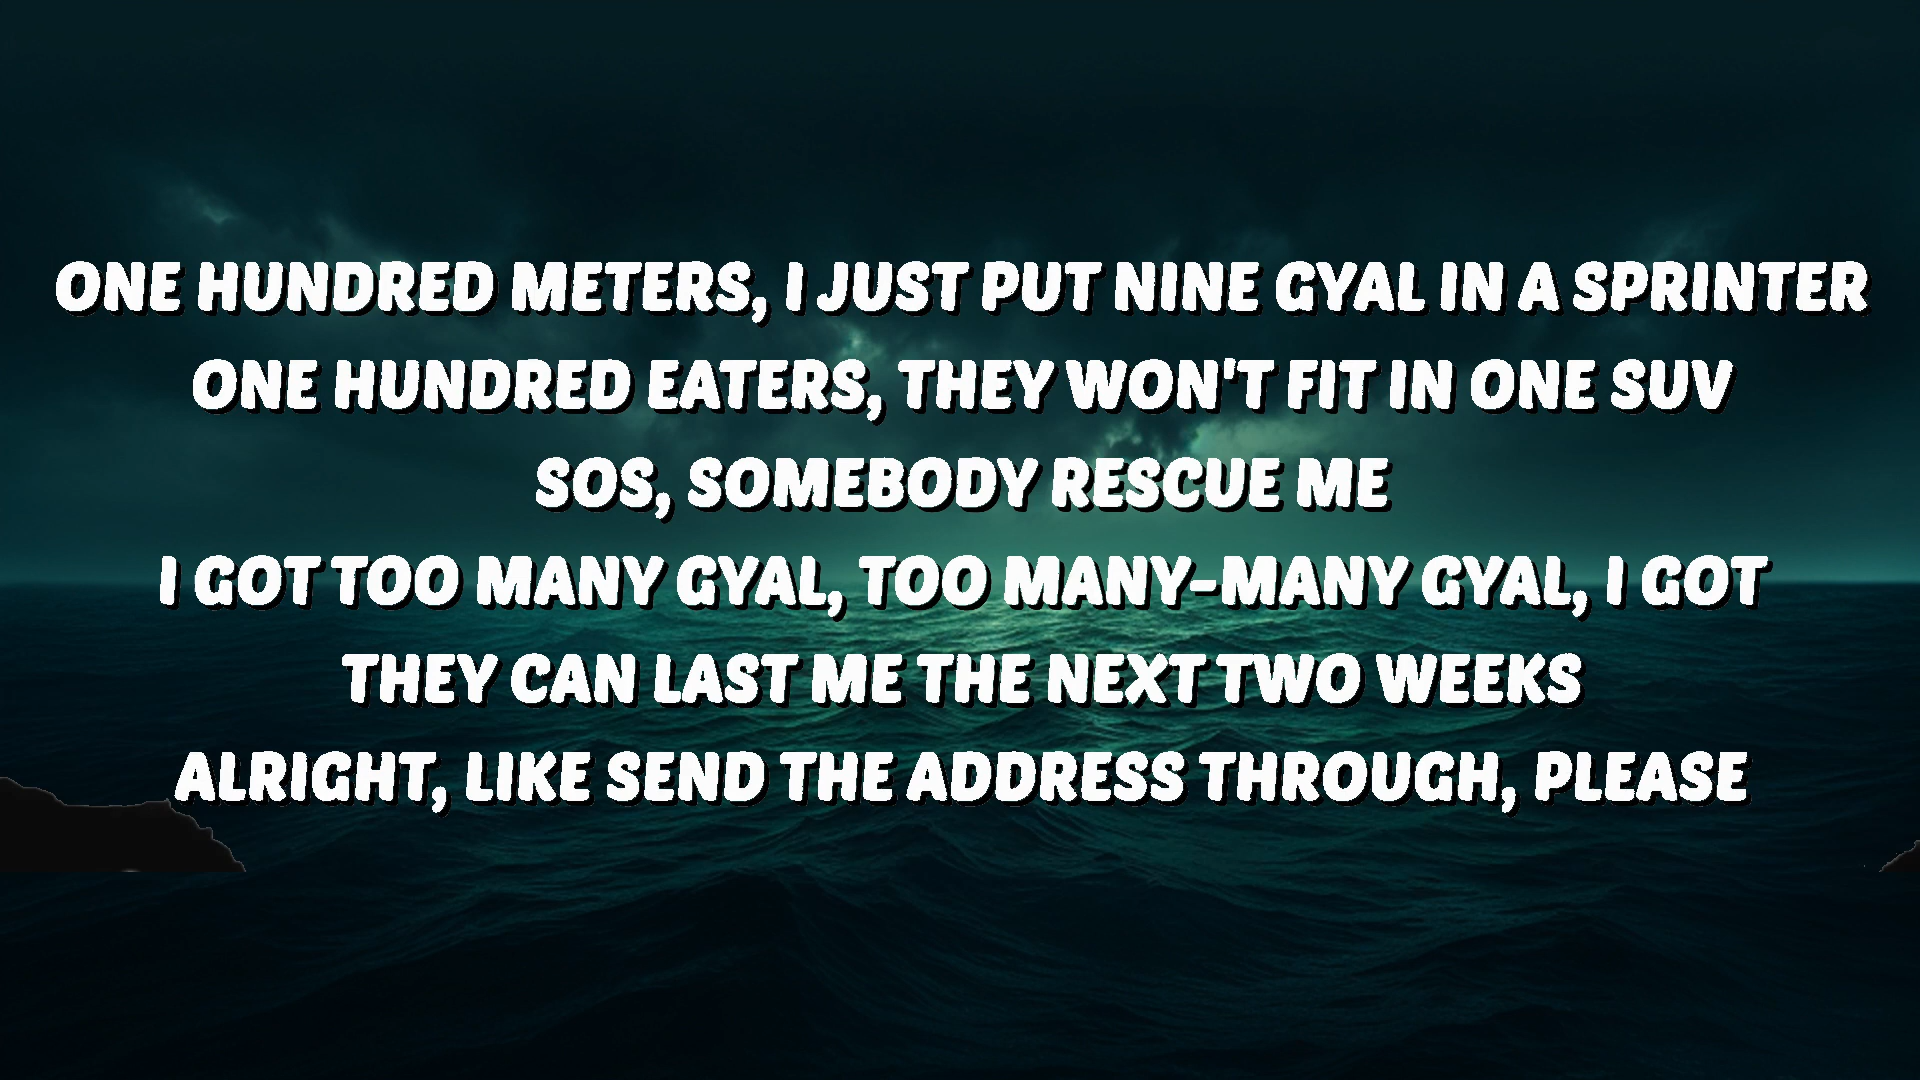 ONE HUNDRED METERS, I JUST PUT NINE GYAL IN A SPRINTER
ONE HUNDRED EATERS, THEY WON'T FIT IN ONE SUV
SOS, SOMEBODY RESCUE ME
I GOT TOO MANY GYAL, TOO MANY-MANY GYAL, I GOT
THEY CAN LAST ME THE NEXT TWO WEEKS
ALRIGHT, LIKE SEND THE ADDRESS THROUGH, PLEASE